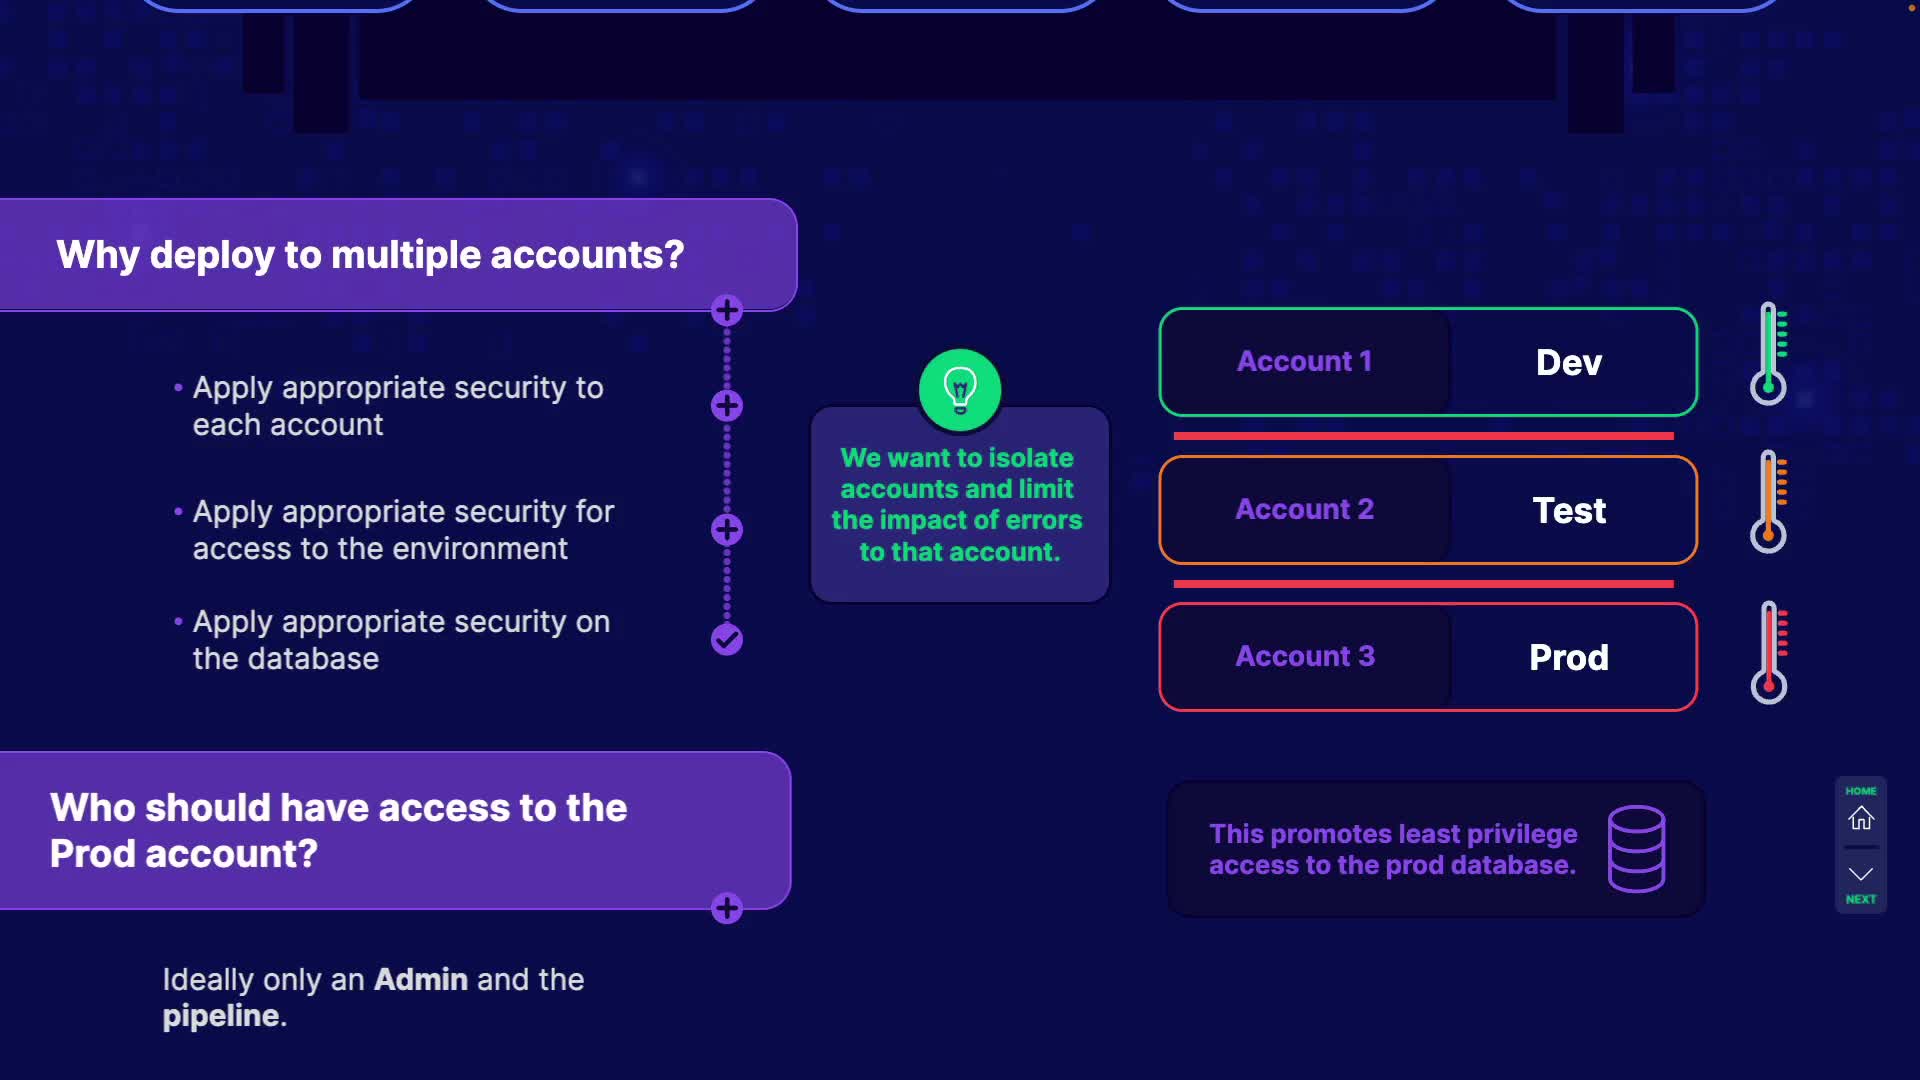 Why deploy to multiple accounts?
• Apply appropriate security to
each account
• Apply appropriate security for
access to the environment
• Apply appropriate security on
the database
We want to isolate
accounts and limit
the impact of errors
to that account.
Account 1
Dev
Account 2
Test
Account 3
Prod
Who should have access to the
Prod account?
Ideally only an Admin and the
pipeline.
This promotes least privilege
access to the prod database.
HOME
NEXT